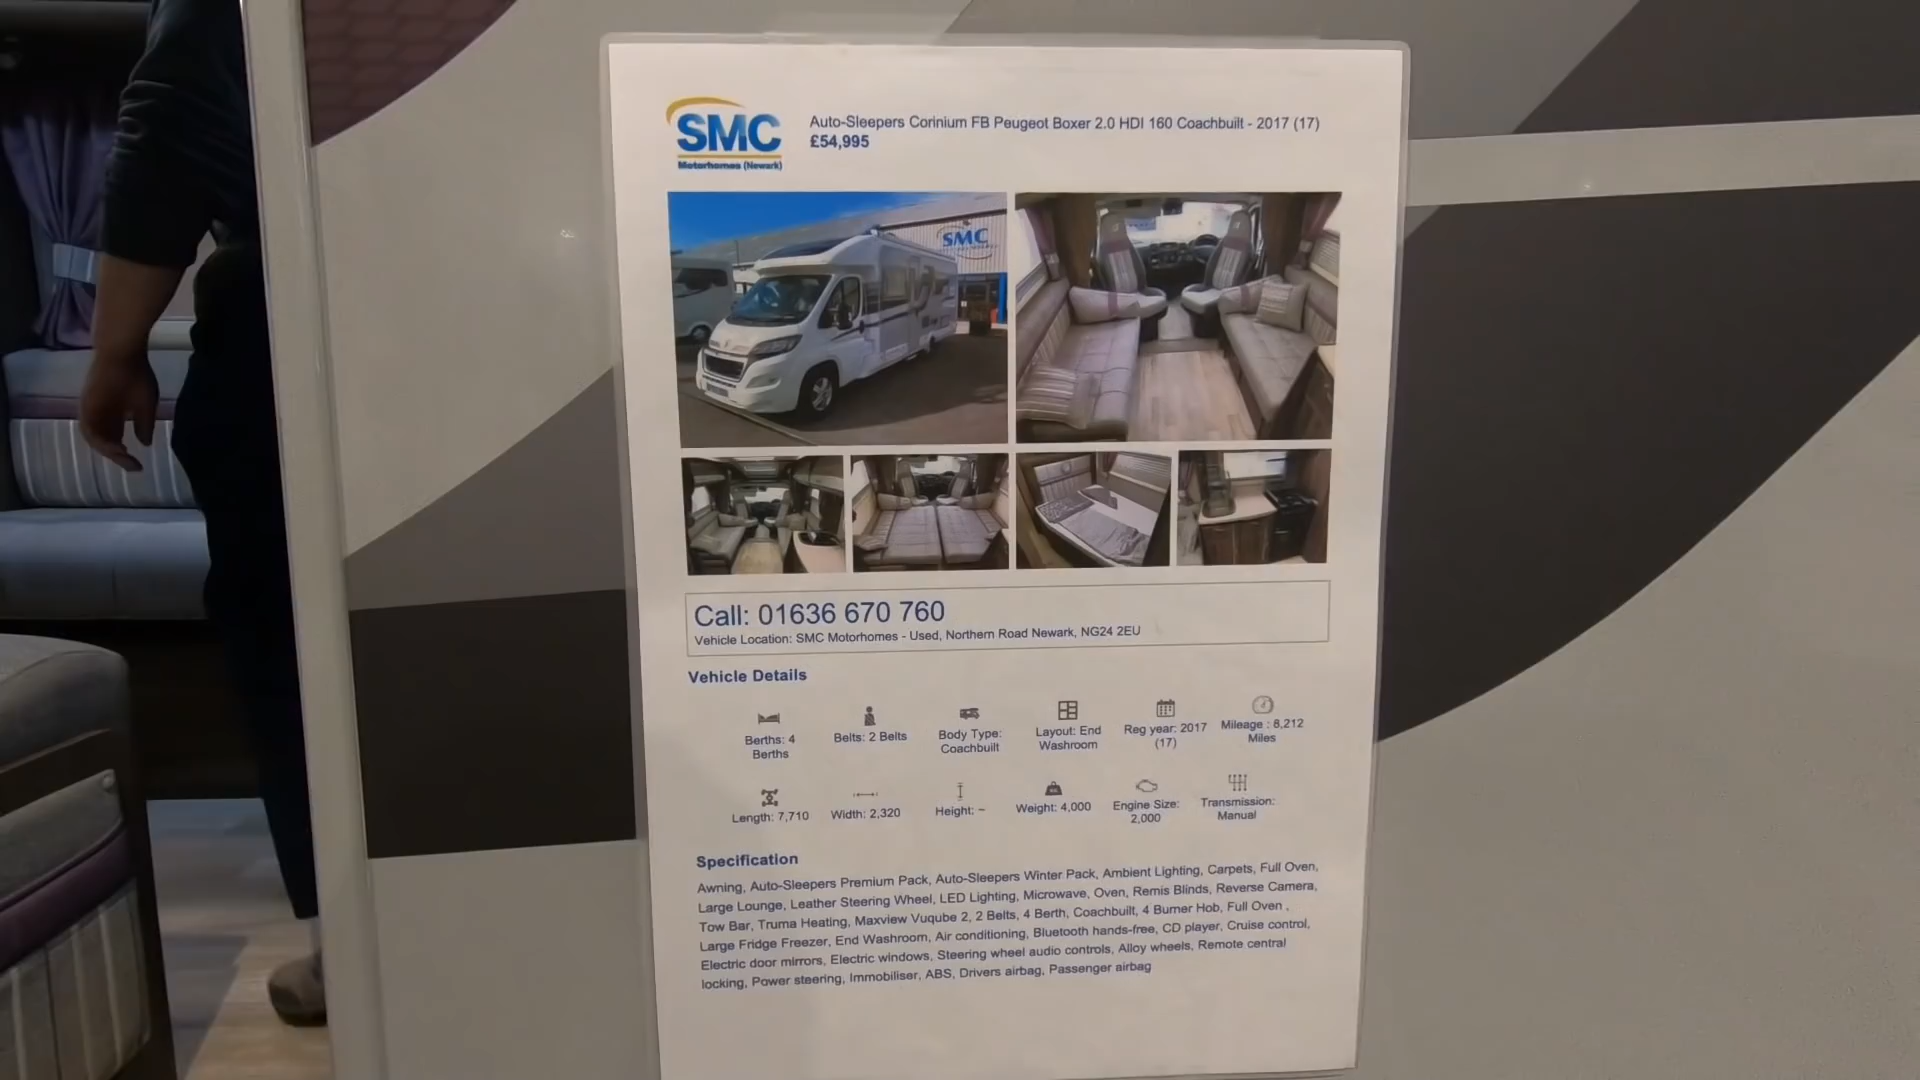 SMC
Motorhomes (Newark)
Auto-Sleepers Corinium FB Peugeot Boxer 2.0 HDI 160 Coachbuilt - 2017 (17)
£54,995
SMC
Call: 01636 670 760
Vehicle Location: SMC Motorhomes - Used, Northern Road Newark, NG24 2EU
Vehicle Details
Berths: 4
Berths
Belts: 2 Belts
Body Type:
Coachbuilt
Layout: End
Washroom
Reg year: 2017
(17)
Mileage : 8,212
Miles
Length: 7,710
Width: 2,320
Height: ~
Weight: 4,000
Engine Size:
2,000
Transmission:
Manual
Specification
Awning, Auto-Sleepers Premium Pack, Auto-Sleepers Winter Pack, Ambient Lighting, Carpets, Full Oven,
Large Lounge, Leather Steering Wheel, LED Lighting, Microwave, Oven, Remis Blinds, Reverse Camera,
Tow Bar, Truma Heating, Maxview Vuqube 2, 2 Belts, 4 Berth, Coachbuilt, 4 Burner Hob, Full Oven ,
Large Fridge Freezer, End Washroom, Air conditioning, Bluetooth hands-free, CD player, Cruise control,
Electric door mirrors, Electric windows, Steering wheel audio controls, Alloy wheels, Remote central
locking, Power steering, Immobiliser, ABS, Drivers airbag, Passenger airbag